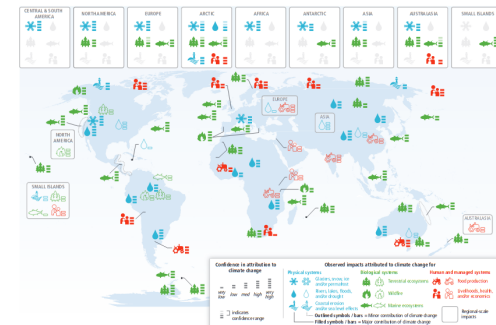 CENTRAL & SOUTH AMERICA
NORTH AMERICA
EUROPE
ARCTIC
AFRICA
ANTARCTIC
ASIA
AUSTRALASIA
SMALL ISLANDS
EUROPE
ASIA
NORTH AMERICA
SMALL ISLANDS
AUSTRALASIA
Confidence in attribution to climate change
very low
low
med
high
very high
indicates confidence range
Observed impacts attributed to climate change for
Physical systems
Biological systems
Human and managed systems
Glaciers, snow, ice and/or permafrost
Terrestrial ecosystems
Food production
Rivers, lakes, floods, and/or drought
Wildfire
Livelihoods, health, and/or economics
Coastal erosion and/or sea level effects
Marine ecosystems
Regional-scale impacts
Outlined symbols / bars = Minor contribution of climate change
Filled symbols / bars = Major contribution of climate change